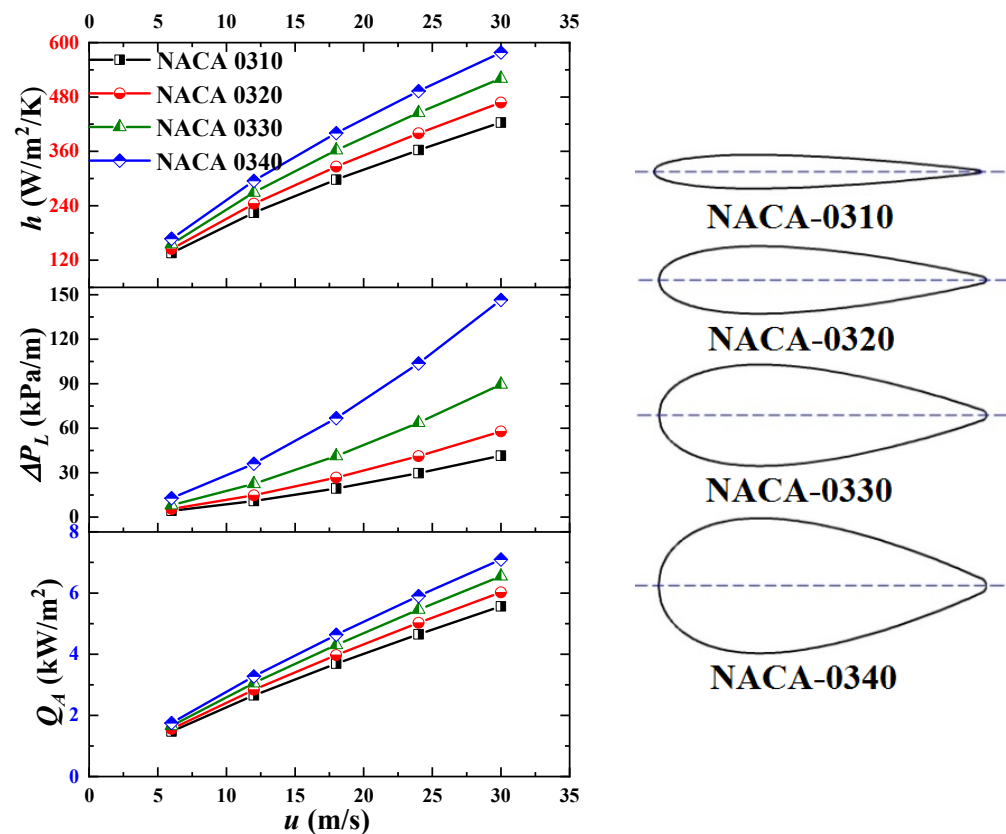 0 5 10 15 20 25 30 35
600
480
360
240
120
h (W/m²/K)
NACA 0310
NACA 0320
NACA 0330
NACA 0340
150
120
90
60
30
0
ΔP_L (kPa/m)
8
6
4
2
0
Q_A (kW/m²)
0 5 10 15 20 25 30 35
u (m/s)
NACA-0310
NACA-0320
NACA-0330
NACA-0340